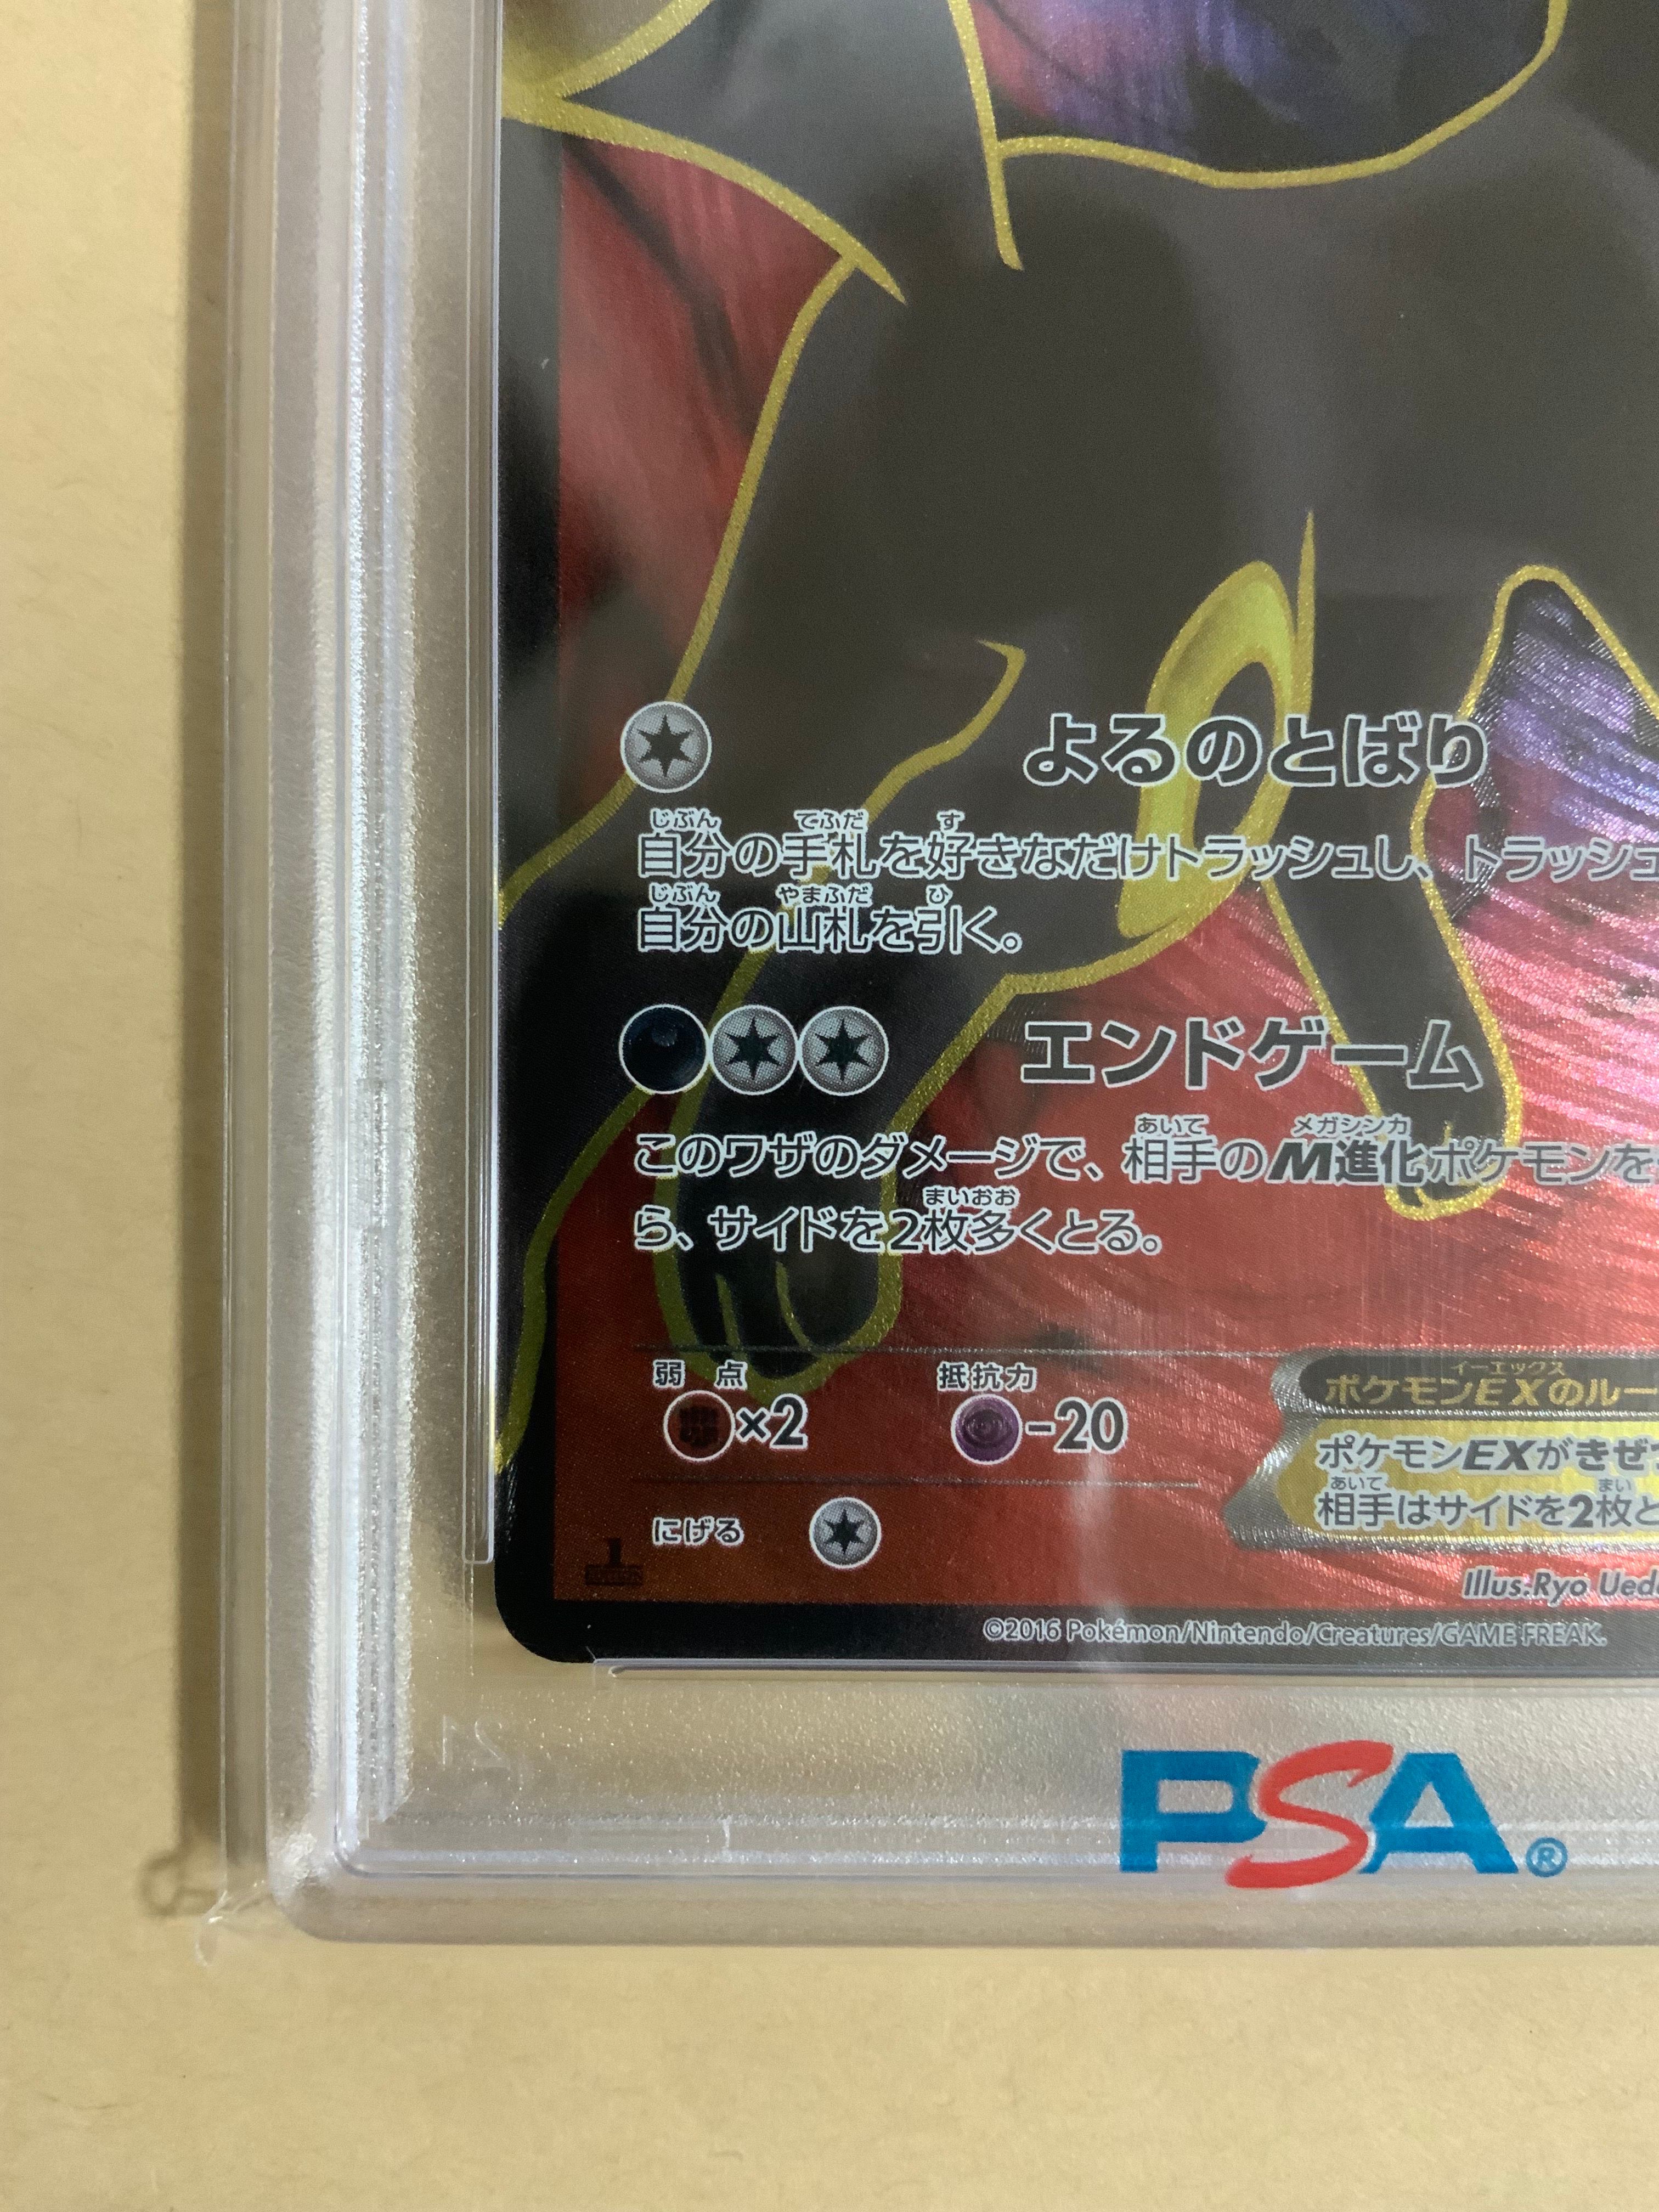 よるのとばり
じぶん てふだ す
自分の手札を好きなだけトラッシュし、トラッシュ
じぶん やまふだ ひ
自分の山札を引く。
エンドゲーム
あいて メガシンカ
このワザのダメージで、相手のM進化ポケモンを
まいおお
ら、サイドを2枚多くとる。
弱点 抵抗力
×2 -20
にげる
1
EDITION
イーエックス
ポケモンEXのルー
ポケモンEXがきぜ
あいて まい
相手はサイドを2枚と
Illus.Ryo Ueda
©2016 Pokémon/Nintendo/Creatures/GAME FREAK.
21
PSA®